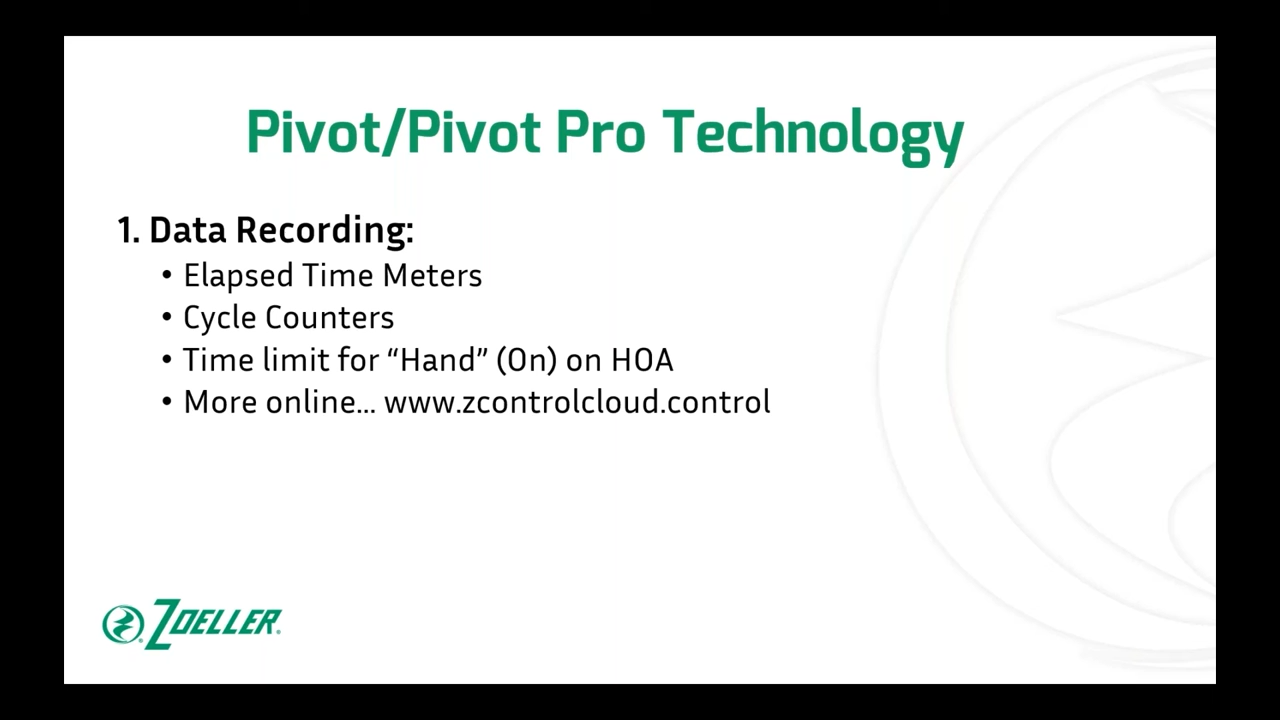 Pivot/Pivot Pro Technology
1. Data Recording:
• Elapsed Time Meters
• Cycle Counters
• Time limit for “Hand” (On) on HOA
• More online... www.zcontrolcloud.control
ZOELLER®